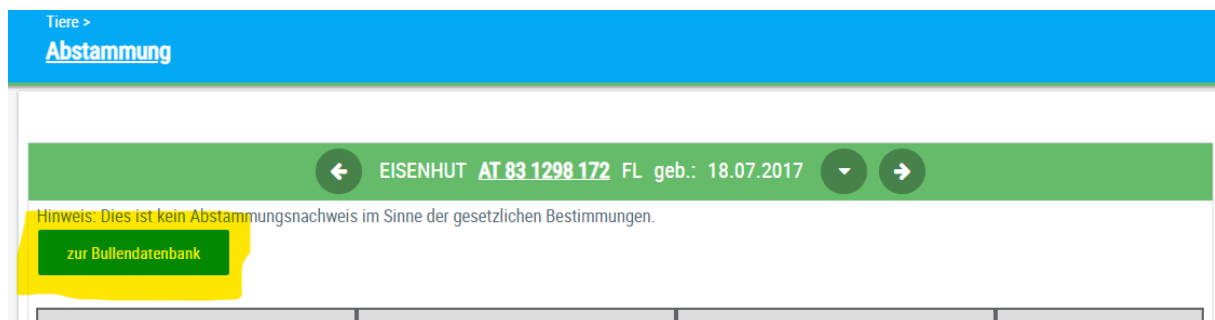 Tiere >
Abstammung
EISENHUT AT 83 1298 172 FL geb.: 18.07.2017
Hinweis: Dies ist kein Abstammungsnachweis im Sinne der gesetzlichen Bestimmungen.
zur Bullendatenbank